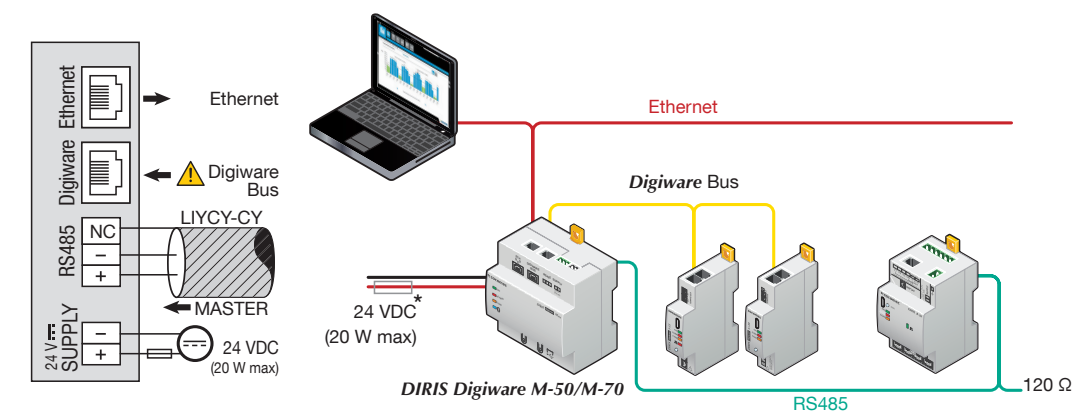 Ethernet
Ethernet
Digiware
Digiware
Bus
RS485
NC
−
+
LIYCY-CY
MASTER
24 V
SUPPLY
−
+
24 VDC
(20 W max)
Ethernet
Digiware Bus
24 VDC*
(20 W max)
DIRIS Digiware M-50/M-70
RS485
120 Ω